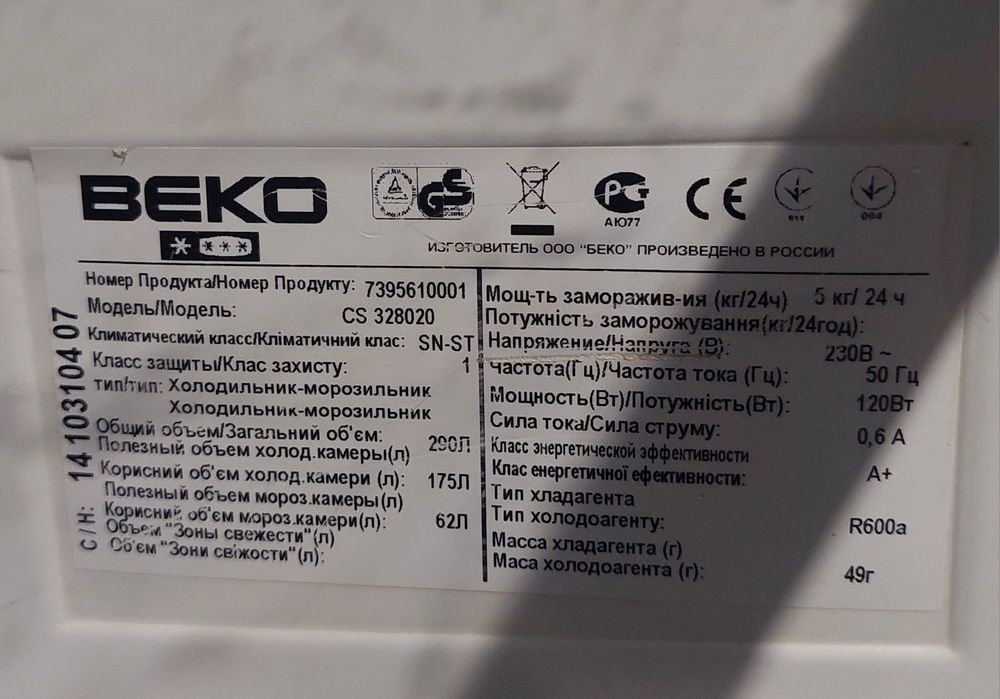 BEKO
АЮ77
011
ИЗГОТОВИТЕЛЬ ООО "БЕКО" ПРОИЗВЕДЕНО В РОССИИ
Номер Продукта/Номер Продукту: 7395610001
Модель/Модель: CS 328020
Климатический класс/Кліматичний клас: SN-ST
Класс защиты/Клас захисту: 1
тип/тип: Холодильник-морозильник
Холодильник-морозильник
Общий объем/Загальний об'єм: 290Л
Полезный объем холод.камеры(л)
Корисний об'єм холод.камери (л): 175Л
Полезный объем мороз.камеры(л)
Корисний об'єм мороз.камери(л): 62Л
Объем "Зоны свежести"(л)
Об'єм "Зони свіжости"(л):
С/Н: 14 103104 07
Мощ-ть заморажив-ия (кг/24ч) 5 кг/ 24 ч
Потужність заморожування(кг/24год):
Напряжение/Напруга (В): 230В ~
Частота(Гц)/Частота тока (Гц): 50 Гц
Мощность(Вт)/Потужність(Вт): 120Вт
Сила тока/Сила струму: 0,6 А
Класс энергетической эффективности
Клас енергетичної ефективности: A+
Тип хладагента
Тип холодоагенту: R600a
Масса хладагента (г)
Маса холодоагента (г): 49г